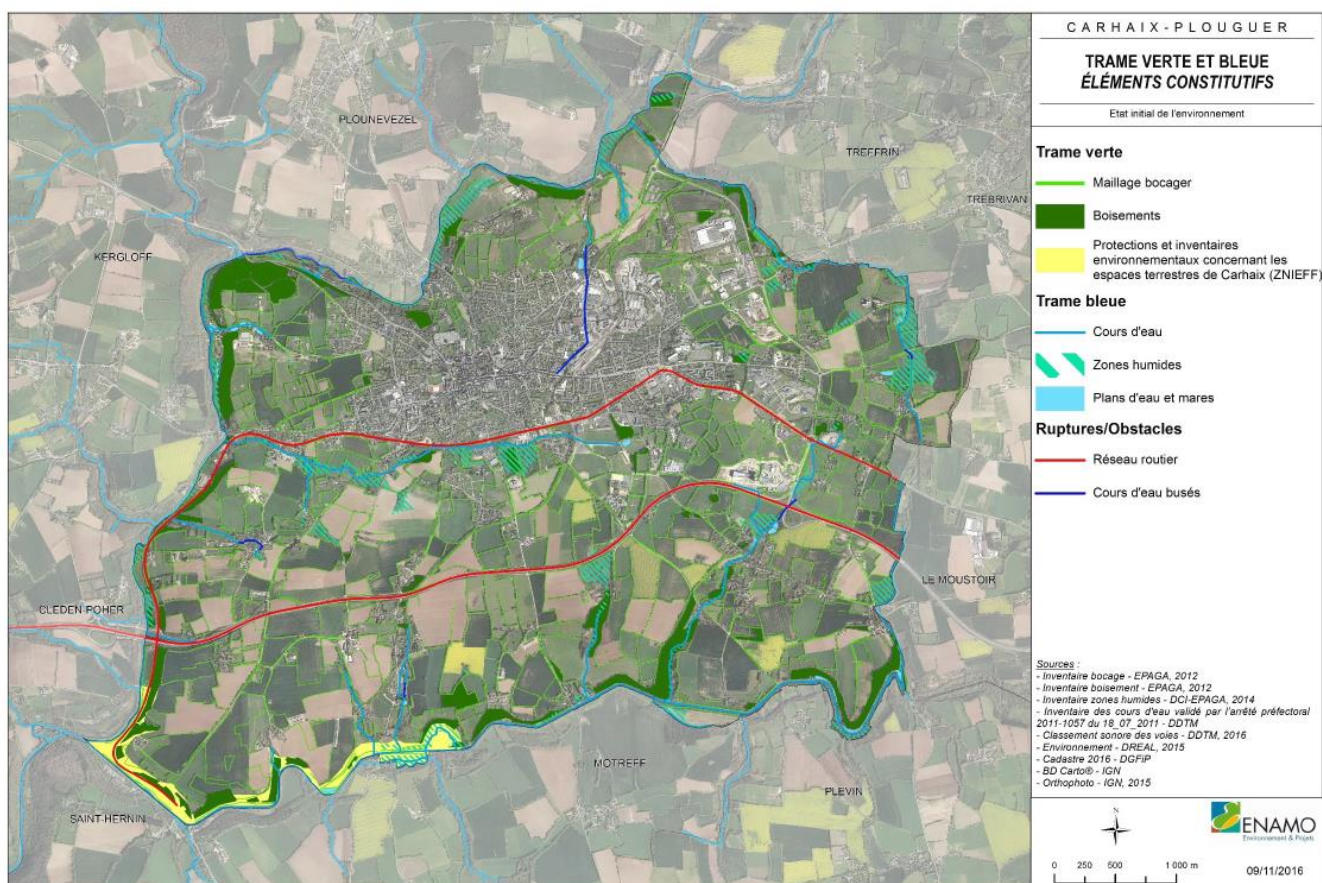 CARHAIX-PLOUGUER
TRAME VERTE ET BLEUE
ÉLÉMENTS CONSTITUTIFS
Etat initial de l'environnement
Trame verte
Maillage bocager
Boisements
Protections et inventaires
environnementaux concernant les
espaces terrestres de Carhaix (ZNIEFF)
Trame bleue
Cours d'eau
Zones humides
Plans d'eau et mares
Ruptures/Obstacles
Réseau routier
Cours d'eau busés
PLOUNEVEZEL
TREFFRIN
TREBRIVAN
KERGLOFF
CLEDEN-POHER
LE MOUSTOIR
MOTREFF
PLEVIN
SAINT-HERNIN
Sources :
- Inventaire bocage - EPAGA, 2012
- Inventaire boisement - EPAGA, 2012
- Inventaire zones humides - DCI-EPAGA, 2014
- Inventaire des cours d'eau validé par l'arrêté préfectoral
2011-1057 du 18_07_2011 - DDTM
- Classement sonore des voies - DDTM, 2016
- Environnement - DREAL, 2015
- Cadastre 2016 - DGFiP
- BD Carto® - IGN
- Orthophoto - IGN, 2015
N
0 250 500 1 000 m
ENAMO
Environnement & Projets
09/11/2016